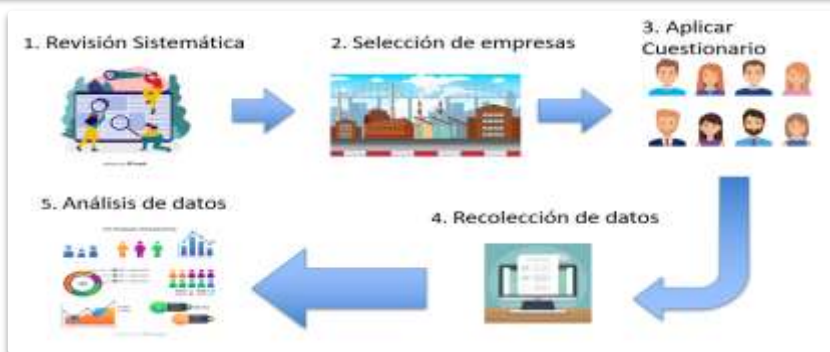 1. Revisión Sistemática
2. Selección de empresas
3. Aplicar
Cuestionario
4. Recolección de datos
5. Análisis de datos